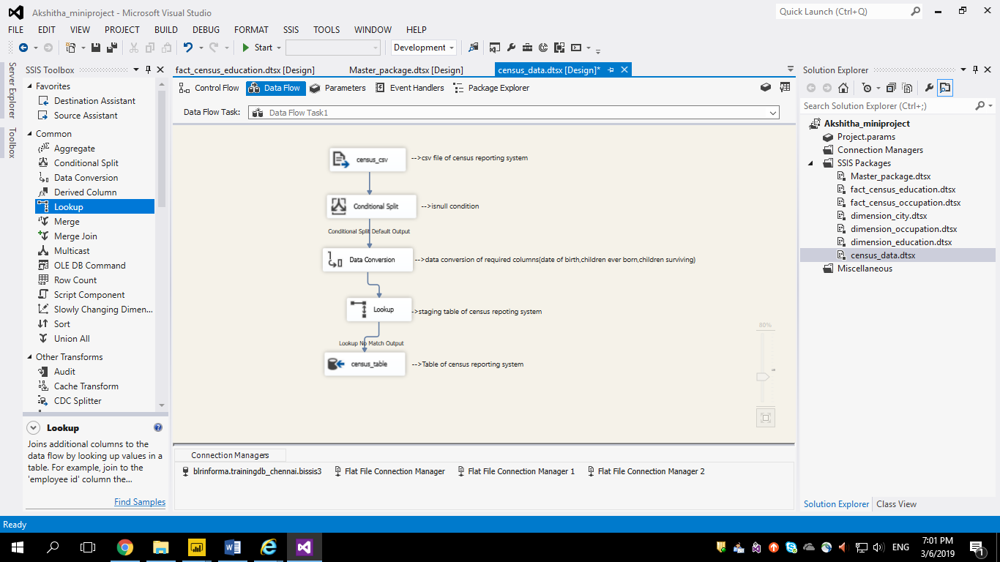 Akshitha_miniproject - Microsoft Visual Studio
Quick Launch (Ctrl+Q)
FILE EDIT VIEW PROJECT BUILD DEBUG FORMAT SSIS TOOLS WINDOW HELP
Start
Development
Server Explorer
Toolbox
SSIS Toolbox
Favorites
Destination Assistant
Source Assistant
Common
Aggregate
Conditional Split
Data Conversion
Derived Column
Lookup
Merge
Merge Join
Multicast
OLE DB Command
Row Count
Script Component
Slowly Changing Dimen...
Sort
Union All
Other Transforms
Audit
Cache Transform
CDC Splitter
Lookup
Joins additional columns to the
data flow by looking up values in a
table. For example, join to the
'employee id' column the...
Find Samples
fact_census_education.dtsx [Design] Master_package.dtsx [Design] census_data.dtsx [Design]*
Control Flow Data Flow Parameters Event Handlers Package Explorer
Data Flow Task: Data Flow Task1
census_csv -->csv file of census reporting system
Conditional Split -->isnull condition
Conditional Split Default Output
Data Conversion -->data conversion of required columns(date of birth,children ever born,children surviving)
Lookup ->staging table of census repoting system
Lookup No Match Output
census_table -->Table of census reporting system
80%
Connection Managers
blrinforma.trainingdb_chennai.bissis3 Flat File Connection Manager Flat File Connection Manager 1 Flat File Connection Manager 2
Solution Explorer
Search Solution Explorer (Ctrl+;)
Akshitha_miniproject
Project.params
Connection Managers
SSIS Packages
Master_package.dtsx
fact_census_education.dtsx
fact_census_occupation.dtsx
dimension_city.dtsx
dimension_occupation.dtsx
dimension_education.dtsx
census_data.dtsx
Miscellaneous
Solution Explorer Class View
Ready
ENG
7:01 PM
3/6/2019
1